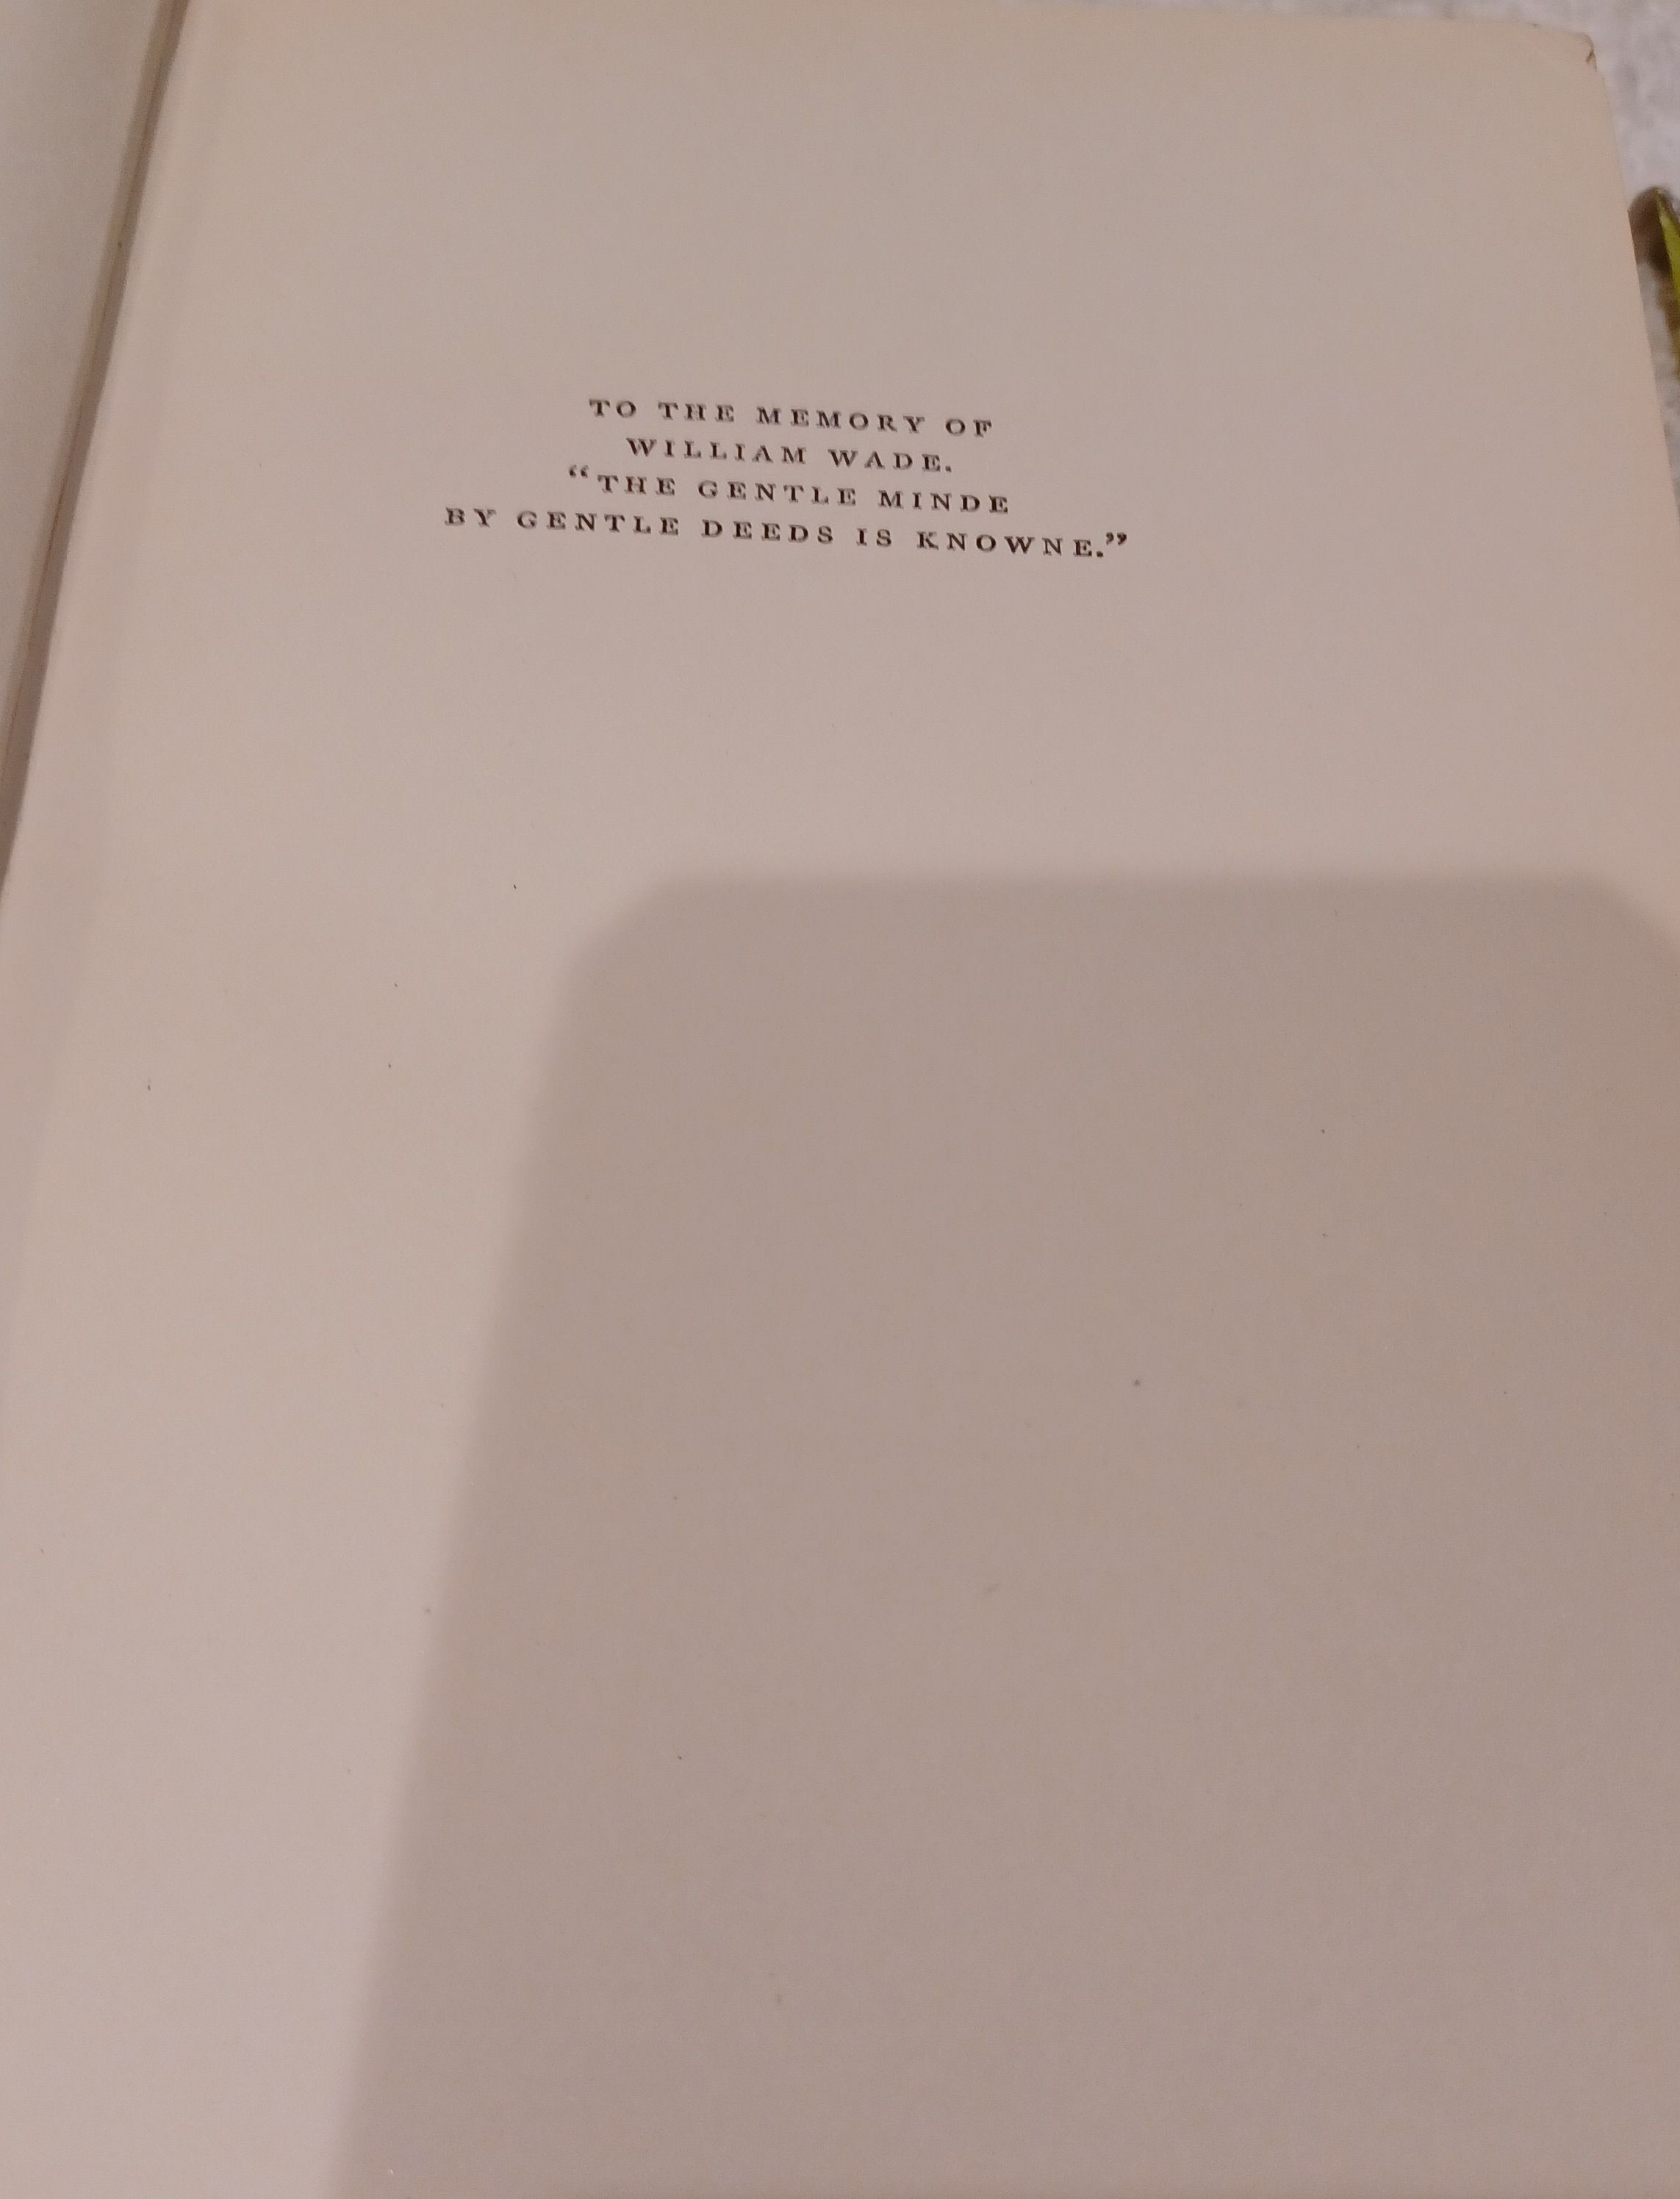 TO THE MEMORY OF
WILLIAM WADE.
“THE GENTLE MINDE
BY GENTLE DEEDS IS KNOWNE.”